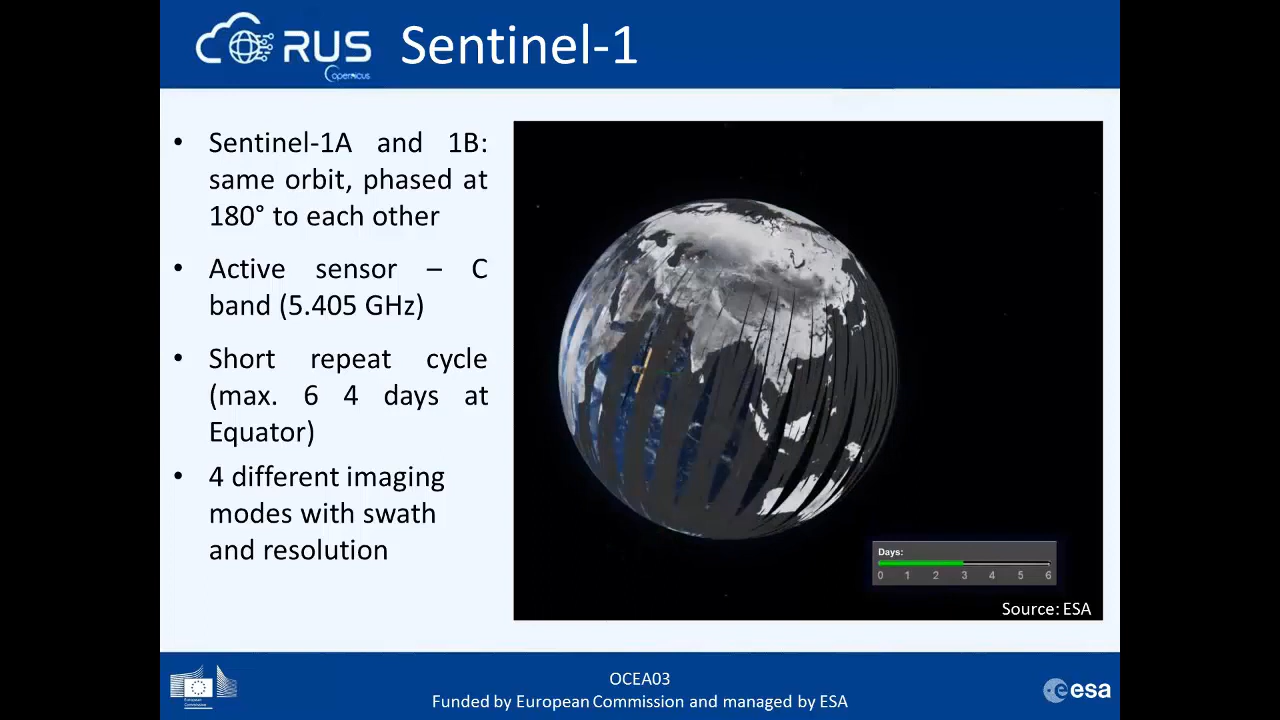 RUS
Copernicus
Sentinel-1
• Sentinel-1A and 1B:
same orbit, phased at
180° to each other
• Active sensor – C
band (5.405 GHz)
• Short repeat cycle
(max. 6 4 days at
Equator)
• 4 different imaging
modes with swath
and resolution
Days:
0 1 2 3 4 5 6
Source: ESA
European
Commission
OCEA03
Funded by European Commission and managed by ESA
esa